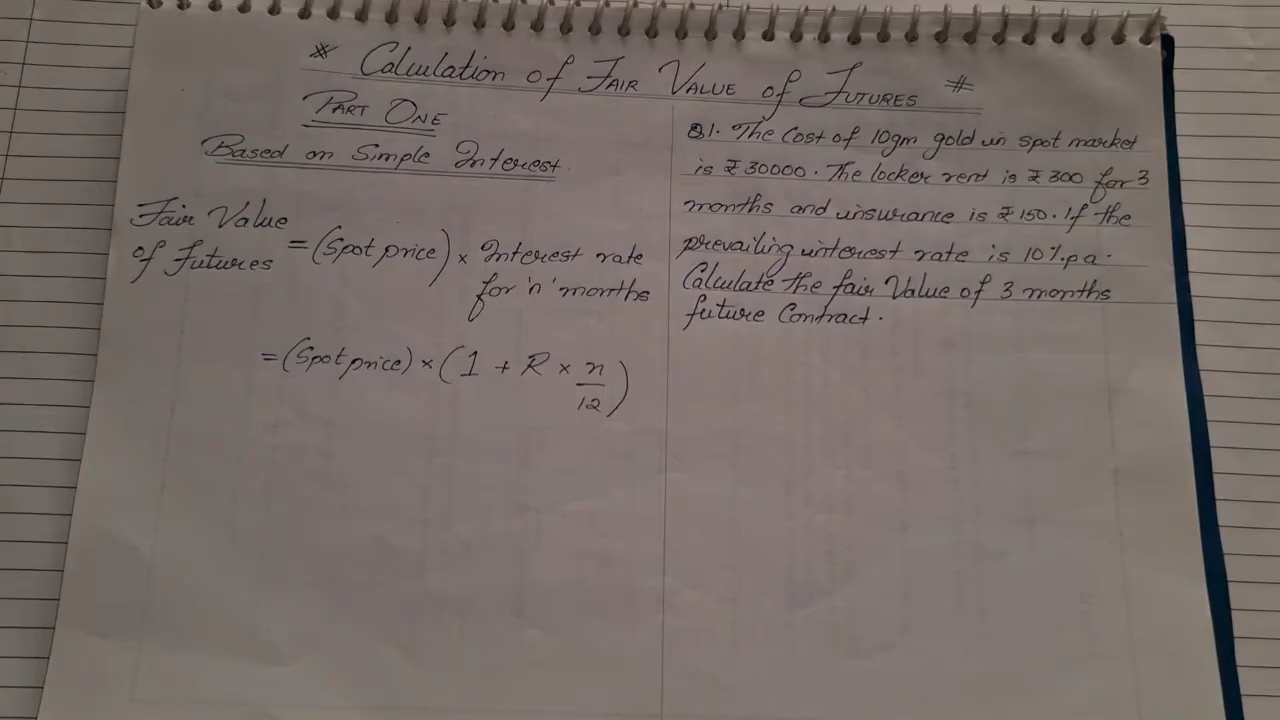 * Calculation of FAIR VALUE of FUTURES #
PART ONE
Based on Simple Interest.
Fair Value
of Futures = (Spot price) × Interest rate
for 'n' months
= (Spot price) × (1 + R × n/12)
Q1. The Cost of 10gm gold in spot market
is ₹30000. The locker rent is ₹300 for 3
months and insurance is ₹150. If the
prevailing interest rate is 10%.pa.
Calculate the fair Value of 3 months
future Contract.